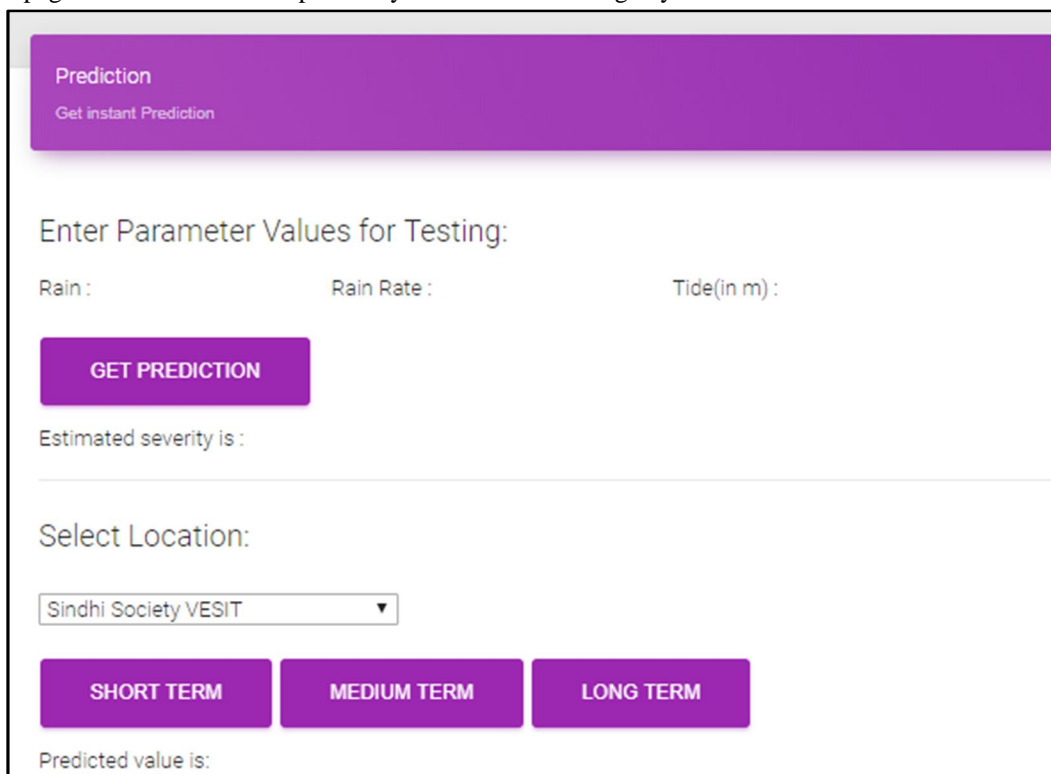 Prediction
Get instant Prediction
Enter Parameter Values for Testing:
Rain : Rain Rate : Tide(in m) :
GET PREDICTION
Estimated severity is :
Select Location:
Sindhi Society VESIT
SHORT TERM MEDIUM TERM LONG TERM
Predicted value is: